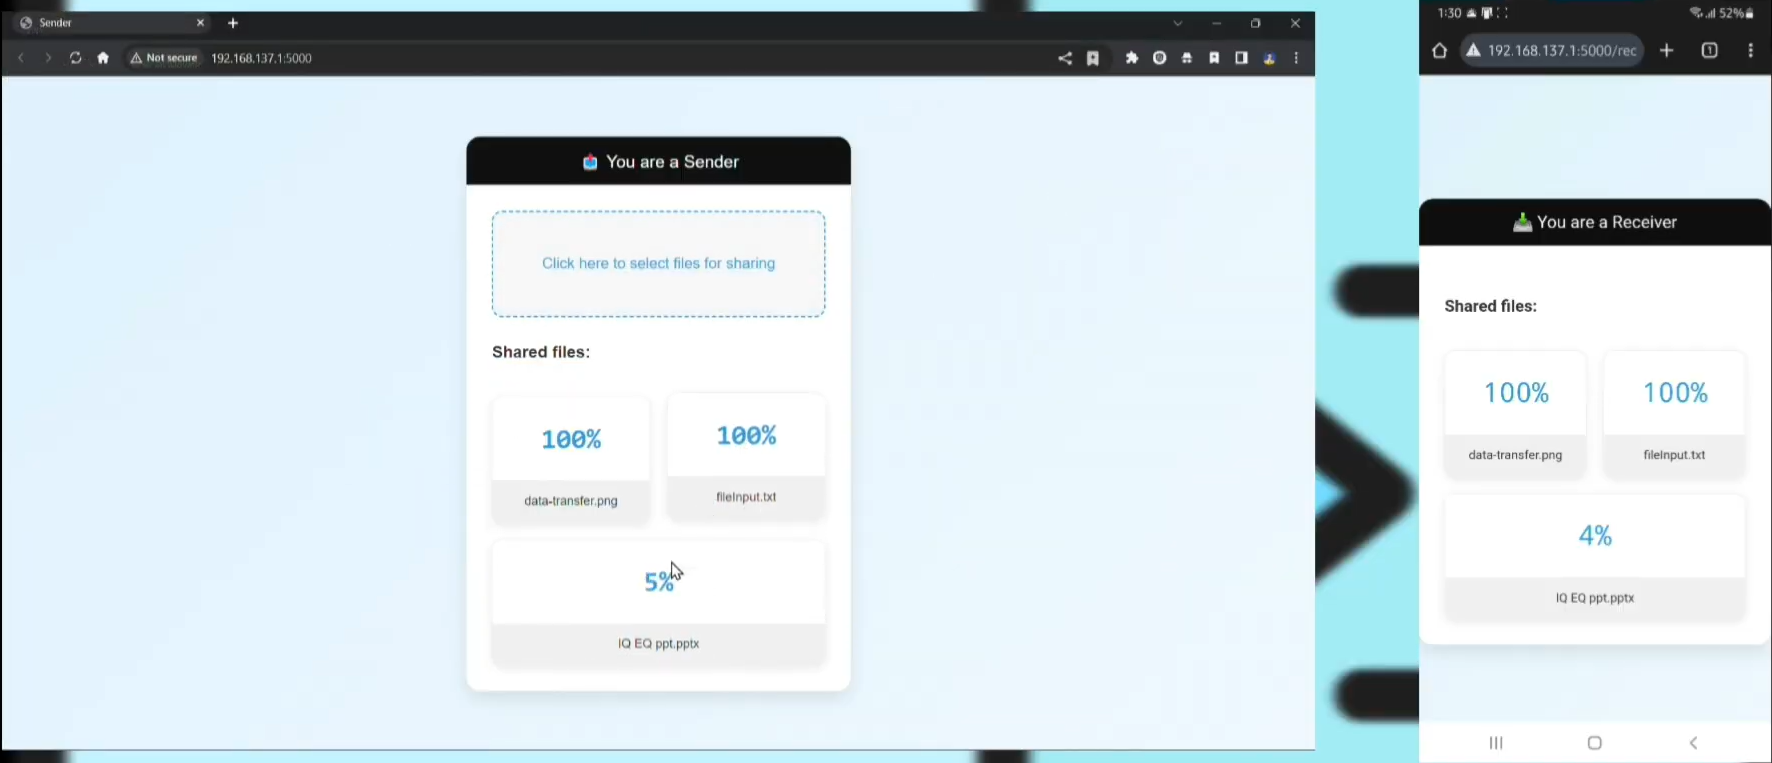 Sender
Not secure
192.168.137.1:5000
You are a Sender
Click here to select files for sharing
Shared files:
100%
100%
data-transfer.png
fileInput.txt
5%
IQ EQ ppt.pptx
1:30
52%
192.168.137.1:5000/rec
1
You are a Receiver
Shared files:
100%
100%
data-transfer.png
fileInput.txt
4%
IQ EQ ppt.pptx